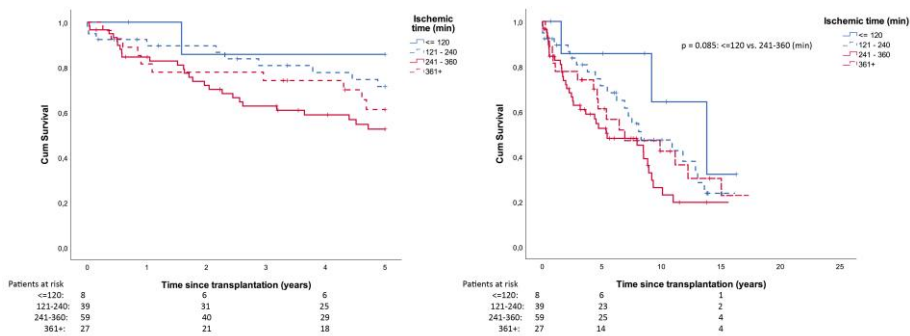 Ischemic time (min)
<= 120
121 - 240
241 - 360
361+
1,0
0,8
0,6
0,4
0,2
0,0
Cum Survival
0 1 2 3 4 5
Time since transplantation (years)
Patients at risk
<=120: 8 6 6
121-240: 39 31 25
241-360: 59 40 29
361+: 27 21 18
Ischemic time (min)
<= 120
121 - 240
241 - 360
361+
p = 0.085: <=120 vs. 241-360 (min)
1,0
0,8
0,6
0,4
0,2
0,0
Cum Survival
0 5 10 15 20 25
Time since transplantation (years)
Patients at risk
<=120: 8 6 1
121-240: 39 23 2
241-360: 59 25 4
361+: 27 14 4